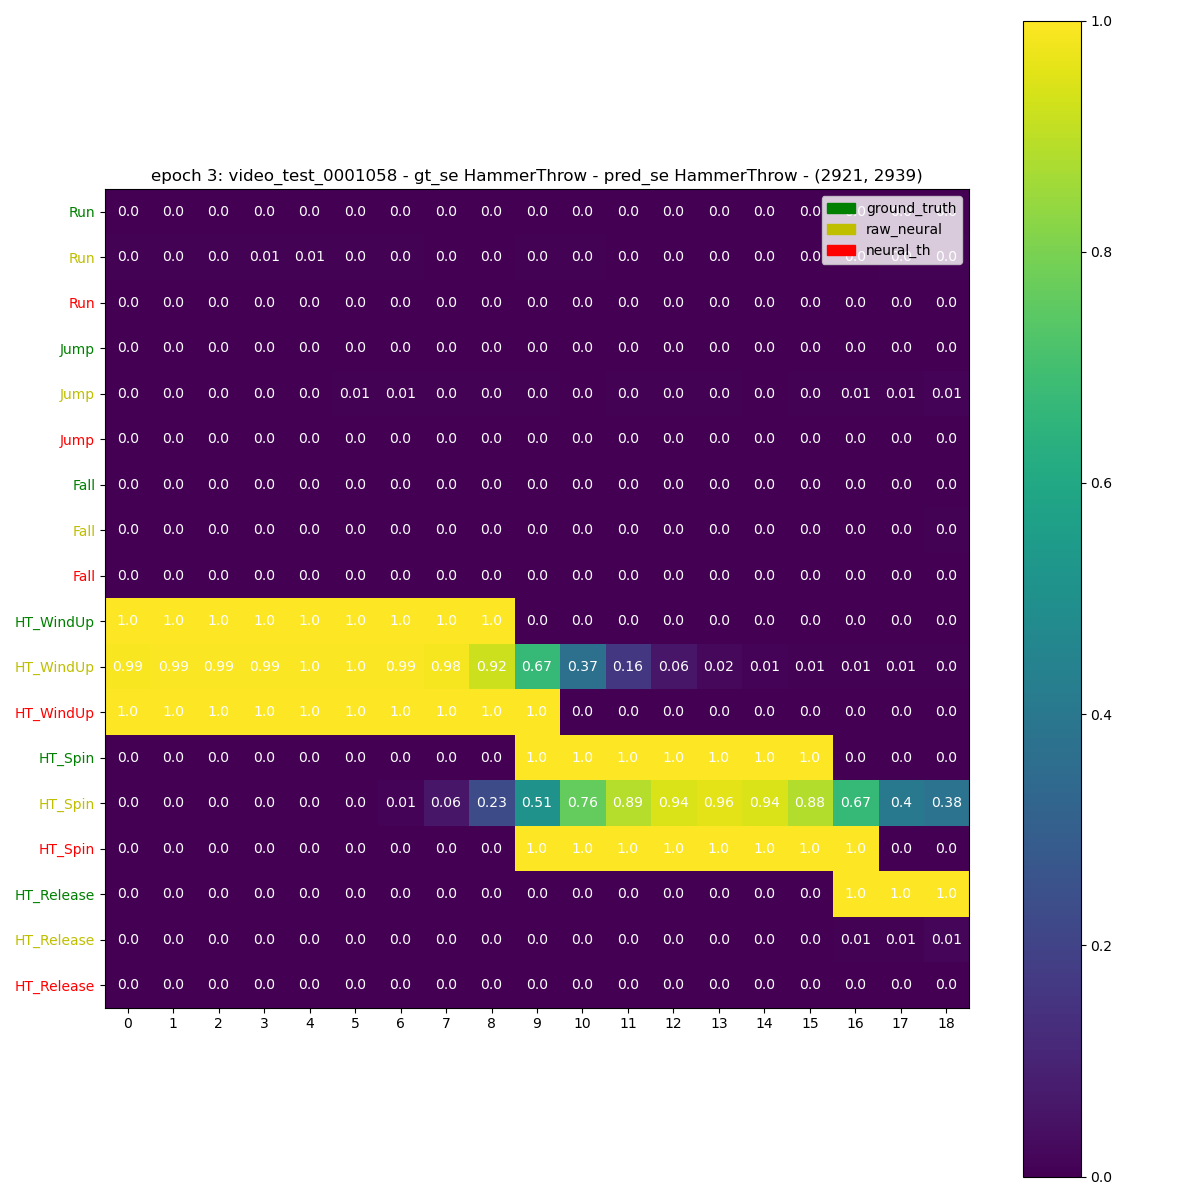 epoch 3: video_test_0001058 - gt_se HammerThrow - pred_se HammerThrow - (2921, 2939)
ground_truth
raw_neural
neural_th
Run 0.0 0.0 0.0 0.0 0.0 0.0 0.0 0.0 0.0 0.0 0.0 0.0 0.0 0.0 0.0 0.0
Run 0.0 0.0 0.0 0.01 0.01 0.0 0.0 0.0 0.0 0.0 0.0 0.0 0.0 0.0 0.0 0.0
Run 0.0 0.0 0.0 0.0 0.0 0.0 0.0 0.0 0.0 0.0 0.0 0.0 0.0 0.0 0.0 0.0 0.0 0.0 0.0
Jump 0.0 0.0 0.0 0.0 0.0 0.0 0.0 0.0 0.0 0.0 0.0 0.0 0.0 0.0 0.0 0.0 0.0 0.0 0.0
Jump 0.0 0.0 0.0 0.0 0.0 0.01 0.01 0.0 0.0 0.0 0.0 0.0 0.0 0.0 0.0 0.0 0.01 0.01 0.01
Jump 0.0 0.0 0.0 0.0 0.0 0.0 0.0 0.0 0.0 0.0 0.0 0.0 0.0 0.0 0.0 0.0 0.0 0.0 0.0
Fall 0.0 0.0 0.0 0.0 0.0 0.0 0.0 0.0 0.0 0.0 0.0 0.0 0.0 0.0 0.0 0.0 0.0 0.0 0.0
Fall 0.0 0.0 0.0 0.0 0.0 0.0 0.0 0.0 0.0 0.0 0.0 0.0 0.0 0.0 0.0 0.0 0.0 0.0 0.0
Fall 0.0 0.0 0.0 0.0 0.0 0.0 0.0 0.0 0.0 0.0 0.0 0.0 0.0 0.0 0.0 0.0 0.0 0.0 0.0
HT_WindUp 1.0 1.0 1.0 1.0 1.0 1.0 1.0 1.0 1.0 0.0 0.0 0.0 0.0 0.0 0.0 0.0 0.0 0.0 0.0
HT_WindUp 0.99 0.99 0.99 0.99 1.0 1.0 0.99 0.98 0.92 0.67 0.37 0.16 0.06 0.02 0.01 0.01 0.01 0.01 0.0
HT_WindUp 1.0 1.0 1.0 1.0 1.0 1.0 1.0 1.0 1.0 1.0 0.0 0.0 0.0 0.0 0.0 0.0 0.0 0.0 0.0
HT_Spin 0.0 0.0 0.0 0.0 0.0 0.0 0.0 0.0 0.0 1.0 1.0 1.0 1.0 1.0 1.0 1.0 0.0 0.0 0.0
HT_Spin 0.0 0.0 0.0 0.0 0.0 0.0 0.01 0.06 0.23 0.51 0.76 0.89 0.94 0.96 0.94 0.88 0.67 0.4 0.38
HT_Spin 0.0 0.0 0.0 0.0 0.0 0.0 0.0 0.0 0.0 1.0 1.0 1.0 1.0 1.0 1.0 1.0 1.0 0.0 0.0
HT_Release 0.0 0.0 0.0 0.0 0.0 0.0 0.0 0.0 0.0 0.0 0.0 0.0 0.0 0.0 0.0 0.0 1.0 1.0 1.0
HT_Release 0.0 0.0 0.0 0.0 0.0 0.0 0.0 0.0 0.0 0.0 0.0 0.0 0.0 0.0 0.0 0.0 0.01 0.01 0.01
HT_Release 0.0 0.0 0.0 0.0 0.0 0.0 0.0 0.0 0.0 0.0 0.0 0.0 0.0 0.0 0.0 0.0 0.0 0.0 0.0
0 1 2 3 4 5 6 7 8 9 10 11 12 13 14 15 16 17 18
1.0
0.8
0.6
0.4
0.2
0.0